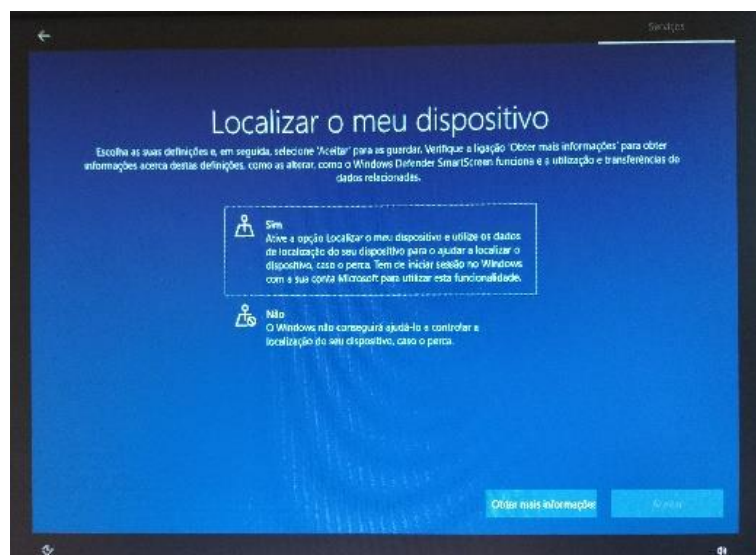 Serviços
Localizar o meu dispositivo
Escolha as suas definições e, em seguida, selecione 'Aceitar' para as guardar. Verifique a ligação 'Obter mais informações' para obter
informações acerca destas definições, como as alterar, como o Windows Defender SmartScreen funciona e a utilização e transferências de
dados relacionadas.
Sim
Ative a opção Localizar o meu dispositivo e utilize os dados
de localização do seu dispositivo para o ajudar a localizar o
dispositivo, caso o perca. Tem de iniciar sessão no Windows
com a sua conta Microsoft para utilizar esta funcionalidade.
Não
O Windows não conseguirá ajudá-lo a controlar a
localização do seu dispositivo, caso o perca.
Obter mais informações
Aceitar